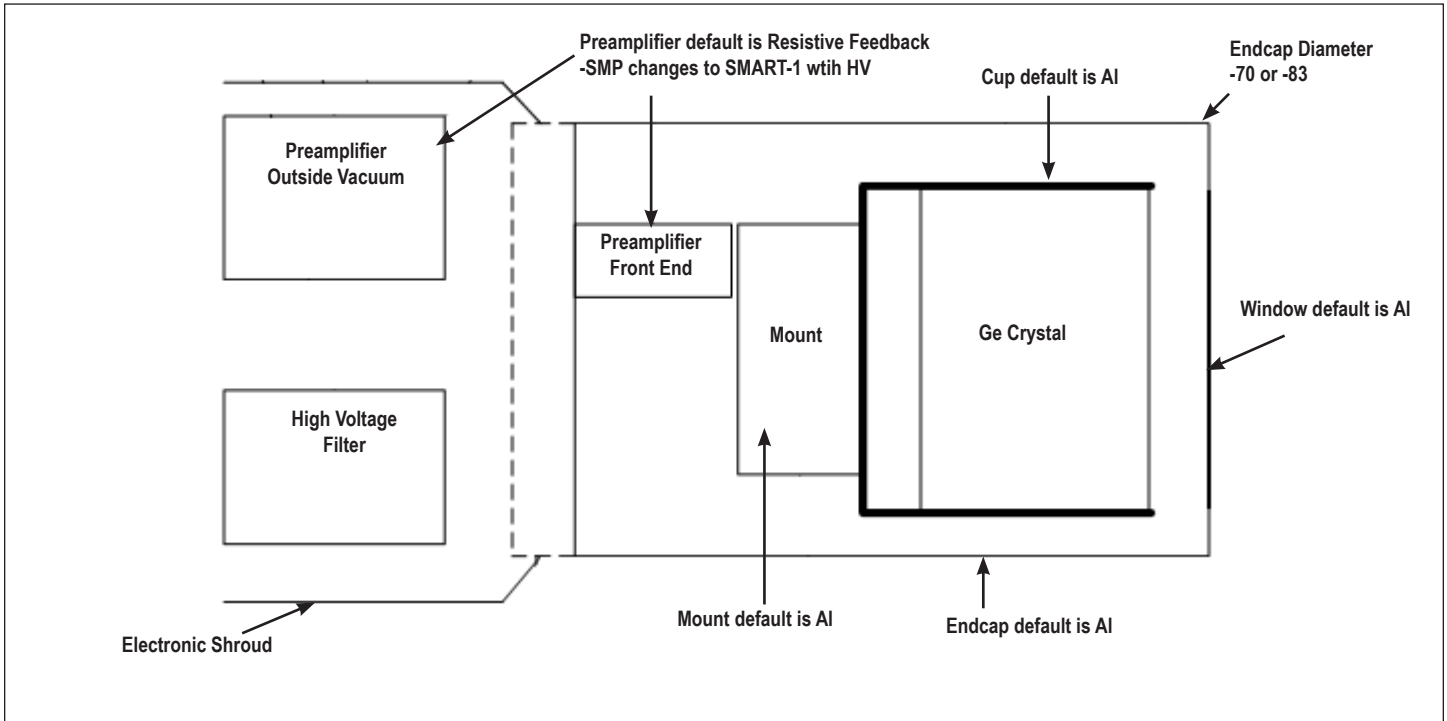 Preamplifier default is Resistive Feedback
-SMP changes to SMART-1 wtih HV
Endcap Diameter
-70 or -83
Cup default is Al
Preamplifier
Outside Vacuum
Preamplifier
Front End
Mount
Ge Crystal
Window default is Al
High Voltage
Filter
Mount default is Al
Endcap default is Al
Electronic Shroud